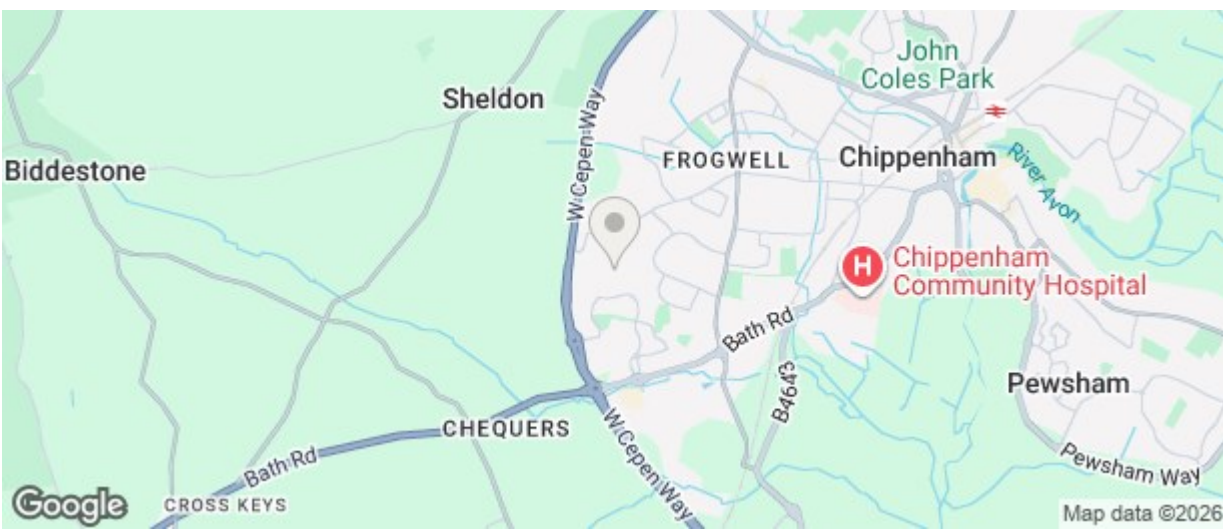 John
Coles Park
Sheldon
W Cepen Way
FROGWELL
Chippenham
Biddestone
River Avon
H
Chippenham
Community Hospital
Bath Rd
Pewsham
B4643
CHEQUERS
W Cepen Way
Bath Rd
Pewsham Way
CROSS KEYS
Google
Map data ©2026